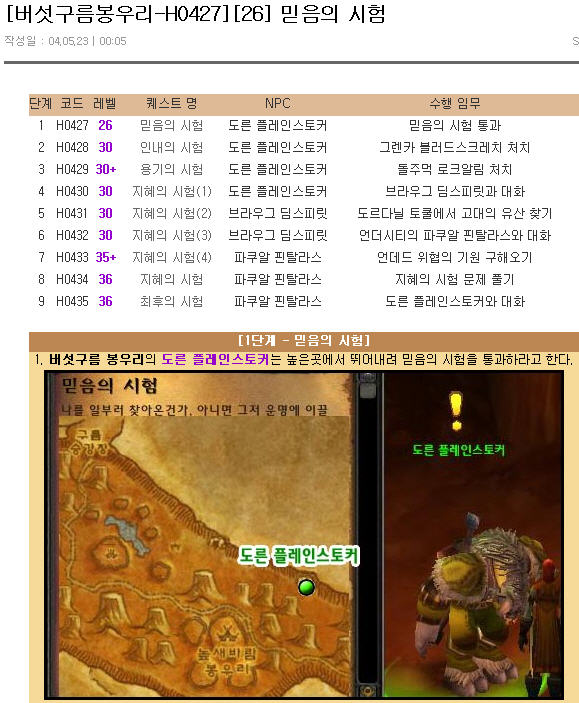 [버섯구름봉우리-H0427][26] 믿음의 시험
작성일 : 04,05,23 | 00:05
S
단계 코드 레벨 퀘스트 명 NPC 수행 임무
1 H0427 26 믿음의 시험 도른 플레인스토커 믿음의 시험 통과
2 H0428 30 인내의 시험 도른 플레인스토커 그렌카 블러드스크레치 처치
3 H0429 30+ 용기의 시험 도른 플레인스토커 돌주먹 로크알림 처치
4 H0430 30 지혜의 시험(1) 도른 플레인스토커 브라우그 딤스피릿과 대화
5 H0431 30 지혜의 시험(2) 브라우그 딤스피릿 도르다닐 토굴에서 고대의 유산 찾기
6 H0432 30 지혜의 시험(3) 브라우그 딤스피릿 언더시티의 파쿠알 핀탈라스와 대화
7 H0433 35+ 지혜의 시험(4) 파쿠알 핀탈라스 언데드 위협의 기원 구해오기
8 H0434 36 지혜의 시험 파쿠알 핀탈라스 지혜의 시험 문제 풀기
9 H0435 36 최후의 시험 파쿠알 핀탈라스 도른 플레인스토커와 대화
[1단계 - 믿음의 시험]
1, 버섯구름 봉우리의 도른 플레인스토커는 높은곳에서 뛰어내려 믿음의 시험을 통과하라고 한다.
믿음의 시험
나를 일부러 찾아온건가, 아니면 그저 운명에 이끌
구름
승강장
도른 플레인스토커
도른 플레인스토커
높새바람
봉우리